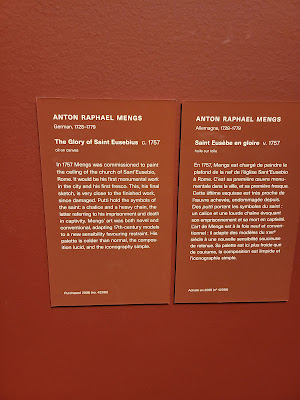 ANTON RAPHAEL MENGS
German, 1728–1779
The Glory of Saint Eusebius c. 1757
oil on canvas
In 1757 Mengs was commissioned to paint
the ceiling of the church of Sant'Eusebio,
Rome. It would be his first monumental work
in the city and his first fresco. This, his final
sketch, is very close to the finished work,
since damaged. Putti hold the symbols of
the saint: a chalice and a heavy chain, the
latter referring to his imprisonment and death
in captivity. Mengs' art was both novel and
conventional, adapting 17th-century models
to a new sensibility favouring restraint. His
palette is colder than normal, the compos-
ition lucid, and the iconography simple.
Purchased 2006 (no. 42286)
ANTON RAPHAEL MENGS
Allemagne, 1728–1779
Saint Eusèbe en gloire v. 1757
huile sur toile
En 1757, Mengs est chargé de peindre le
plafond de la nef de l'église Sant'Eusebio
à Rome. C'est sa première œuvre monu-
mentale dans la ville, et sa première fresque.
Cette ultime esquisse est très proche de
l'œuvre achevée, endommagée depuis.
Des putti portent les symboles du saint :
un calice et une lourde chaîne évoquant
son emprisonnement et sa mort en captivité.
L'art de Mengs est à la fois neuf et conven-
tionnel : il adapte des modèles du XVIIe
siècle à une nouvelle sensibilité soucieuse
de retenue. Sa palette est ici plus froide que
de coutume, la composition est limpide et
l'iconographie simple.
Acheté en 2006 (n° 42286)